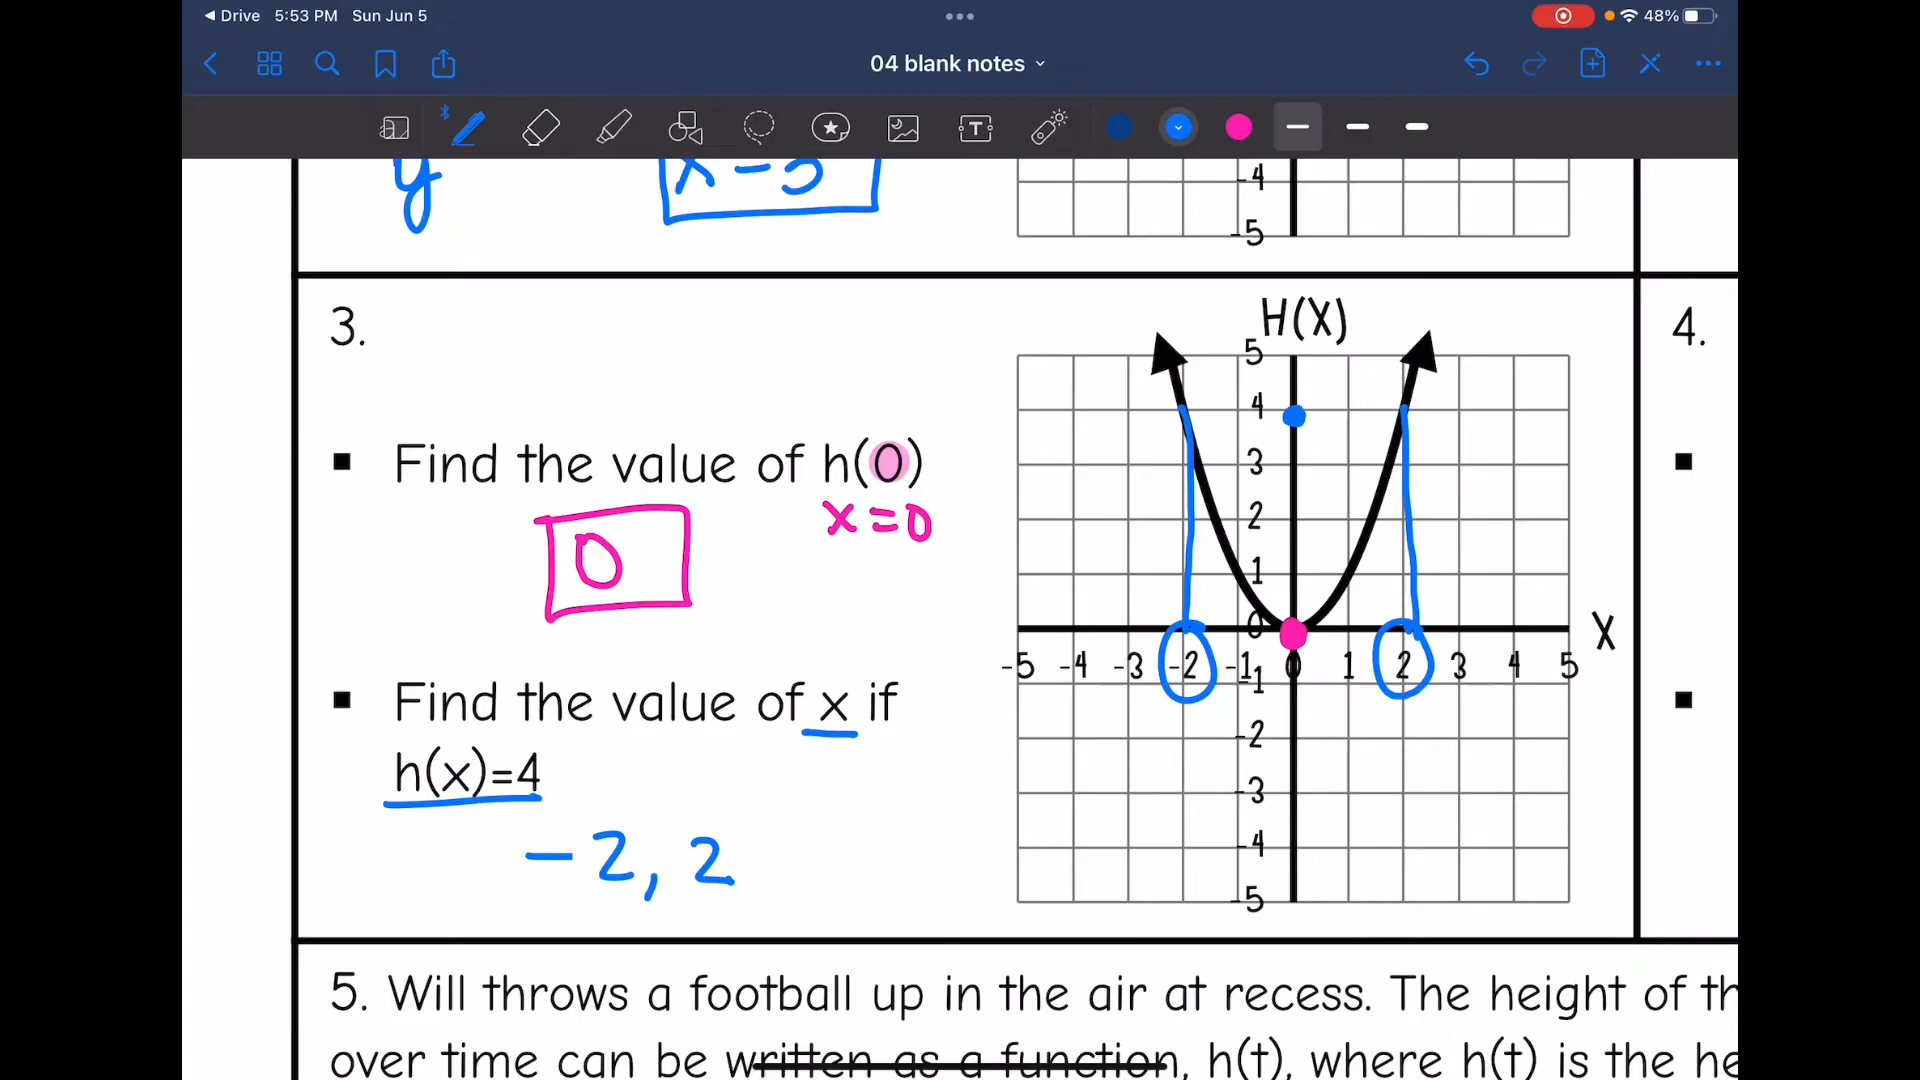 Drive 5:53 PM Sun Jun 5
48%
04 blank notes
T
y
x - 3
-4
-5
3.
Find the value of h(0)
x = 0
0
Find the value of x if
h(x)=4
-2, 2
H(X)
5
4
3
2
1
0
-5 -4 -3 -2 -1 0 1 2 3 4 5
X
-1
-2
-3
-4
-5
4.
5. Will throws a football up in the air at recess. The height of th
over time can be written as a function, h(t), where h(t) is the he